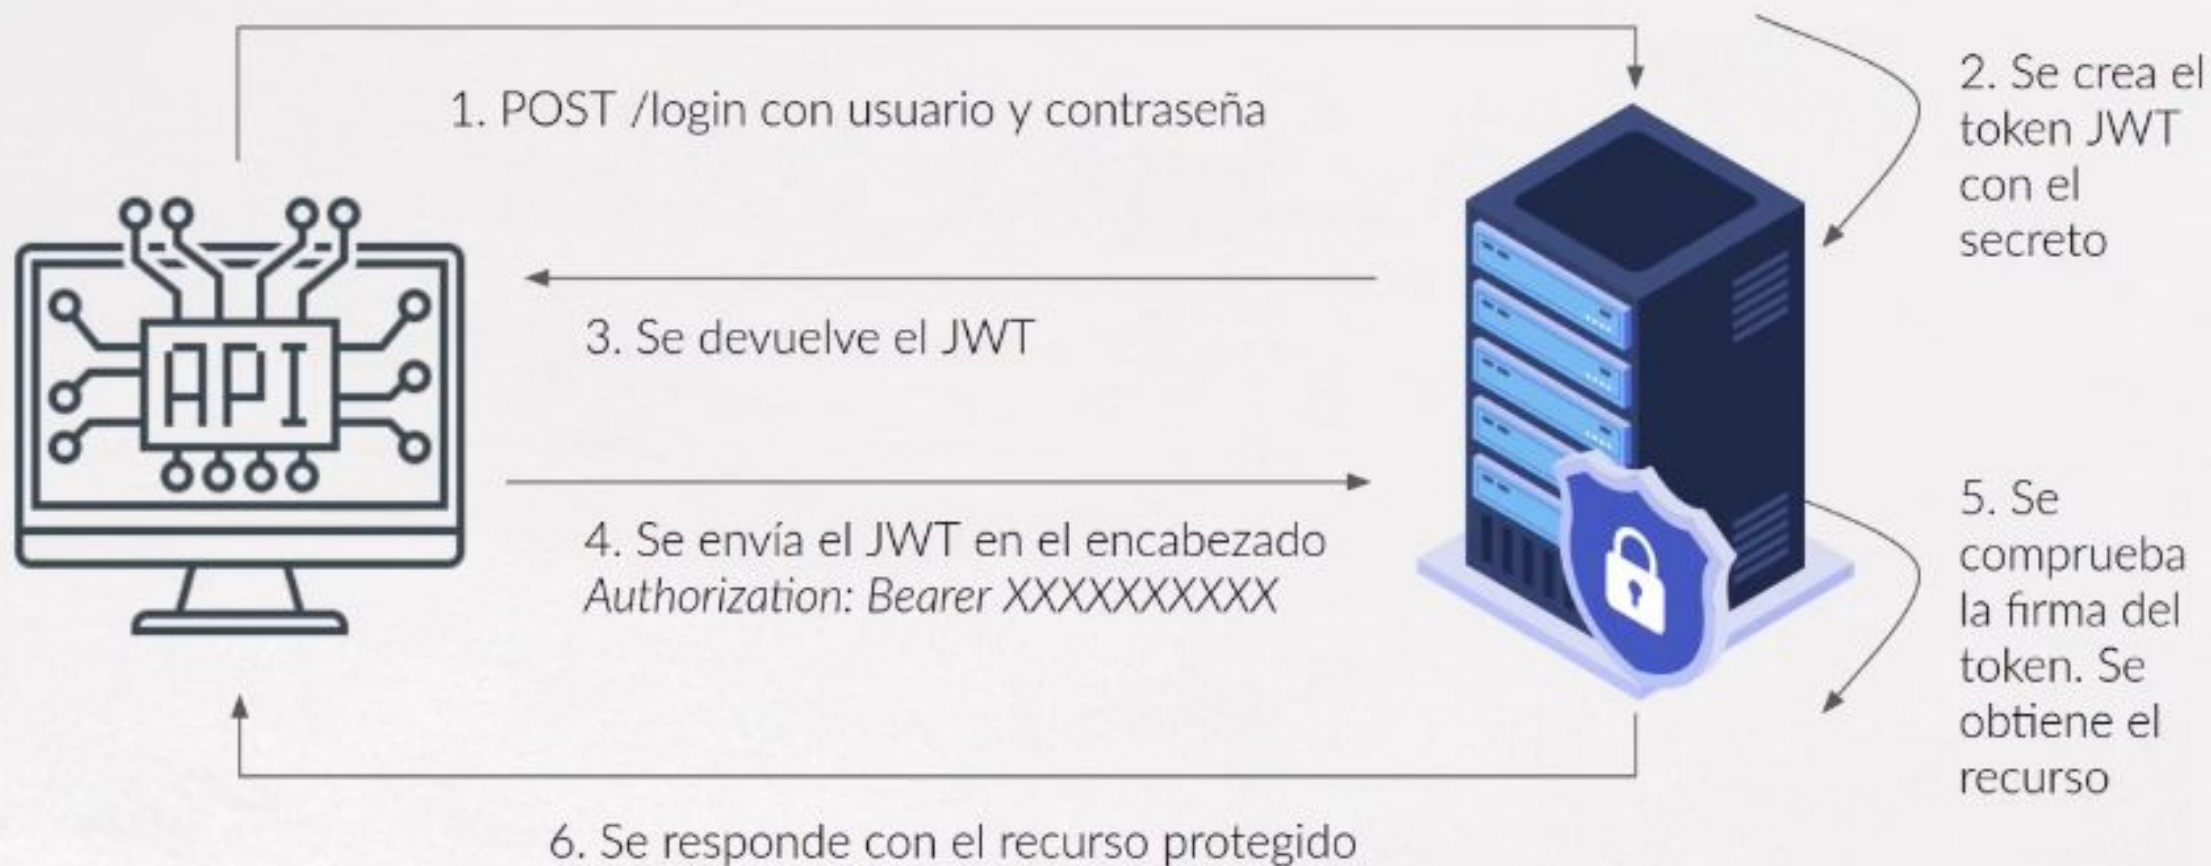 1. POST /login con usuario y contraseña
2. Se crea el
token JWT
con el
secreto
API
3. Se devuelve el JWT
4. Se envía el JWT en el encabezado
Authorization: Bearer XXXXXXXXXX
5. Se
comprueba
la firma del
token. Se
obtiene el
recurso
6. Se responde con el recurso protegido